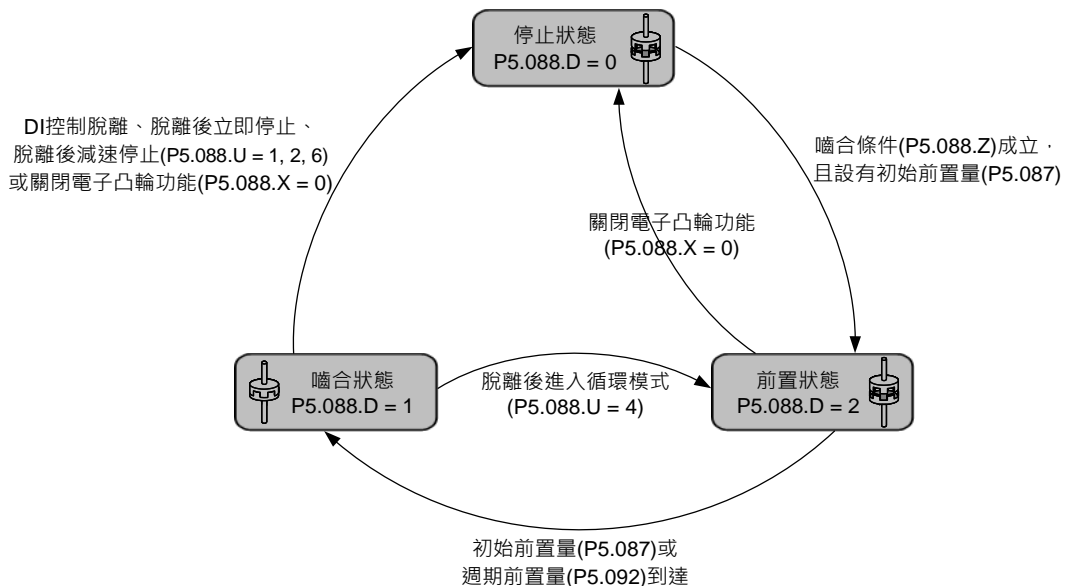 停止狀態
P5.088.D = 0
DI控制脫離、脫離後立即停止、
脫離後減速停止(P5.088.U = 1, 2, 6)
或關閉電子凸輪功能(P5.088.X = 0)
嚙合條件(P5.088.Z)成立，
且設有初始前置量(P5.087)
關閉電子凸輪功能
(P5.088.X = 0)
嚙合狀態
P5.088.D = 1
脫離後進入循環模式
(P5.088.U = 4)
前置狀態
P5.088.D = 2
初始前置量(P5.087)或
週期前置量(P5.092)到達